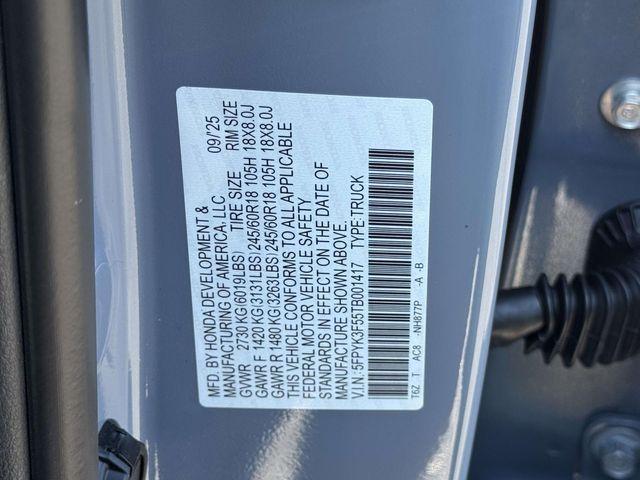 MFD. BY HONDA DEVELOPMENT &
MANUFACTURING OF AMERICA, LLC 09/25
GVWR 2730 KG(6019LBS) TIRE SIZE RIM SIZE
GAWR F 1420 KG(3131LBS)245/60R18 105H 18X8.0J
GAWR R 1480 KG(3263LBS)245/60R18 105H 18X8.0J
THIS VEHICLE CONFORMS TO ALL APPLICABLE
FEDERAL MOTOR VEHICLE SAFETY
STANDARDS IN EFFECT ON THE DATE OF
MANUFACTURE SHOWN ABOVE.
V.I.N.:5FPYK3F55TB001417 TYPE:TRUCK
T6Z T AC8 :NH877P -A -B